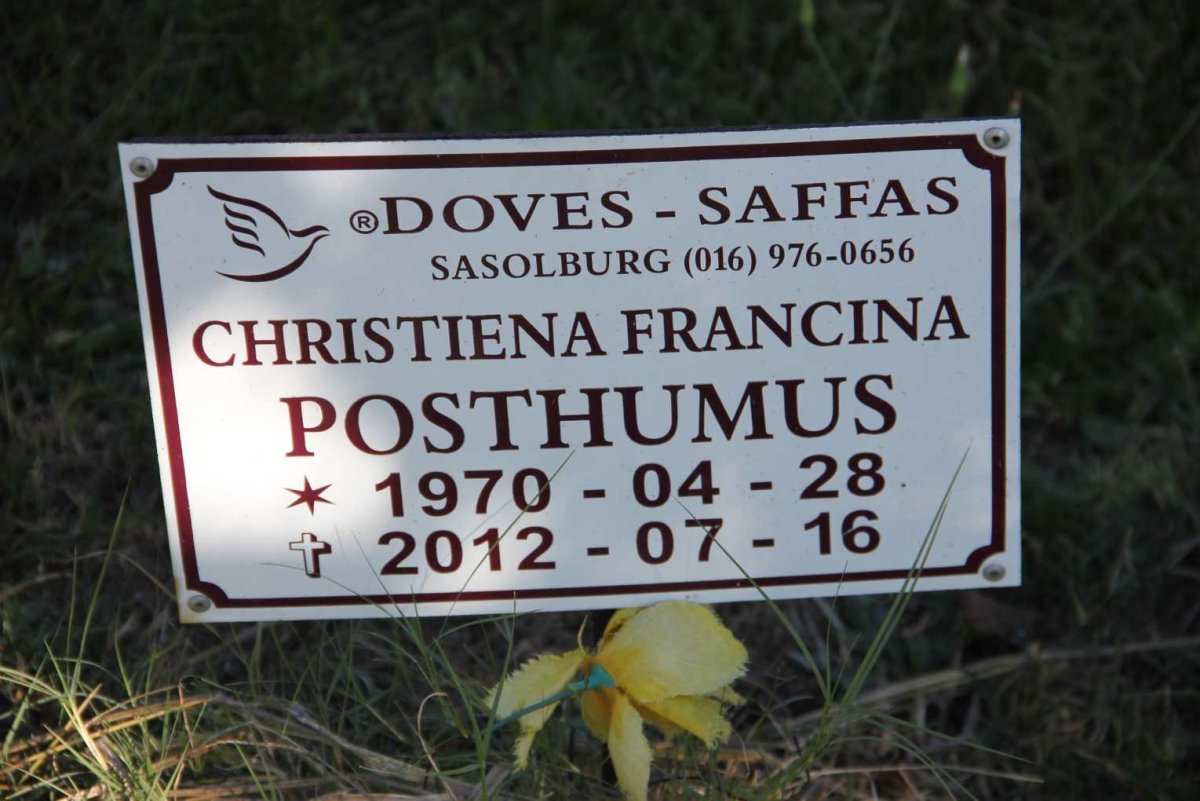 ®DOVES - SAFFAS
SASOLBURG (016) 976-0656
CHRISTIENA FRANCINA
POSTHUMUS
✶ 1970 - 04 - 28
✞ 2012 - 07 - 16